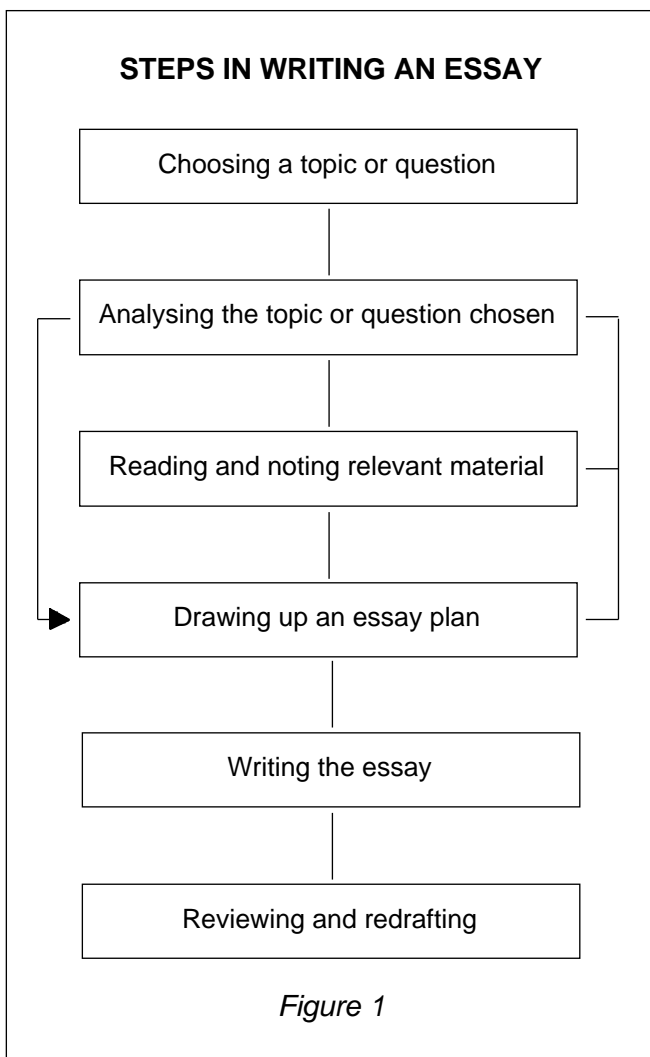 STEPS IN WRITING AN ESSAY
Choosing a topic or question
Analysing the topic or question chosen
Reading and noting relevant material
Drawing up an essay plan
Writing the essay
Reviewing and redrafting
Figure 1